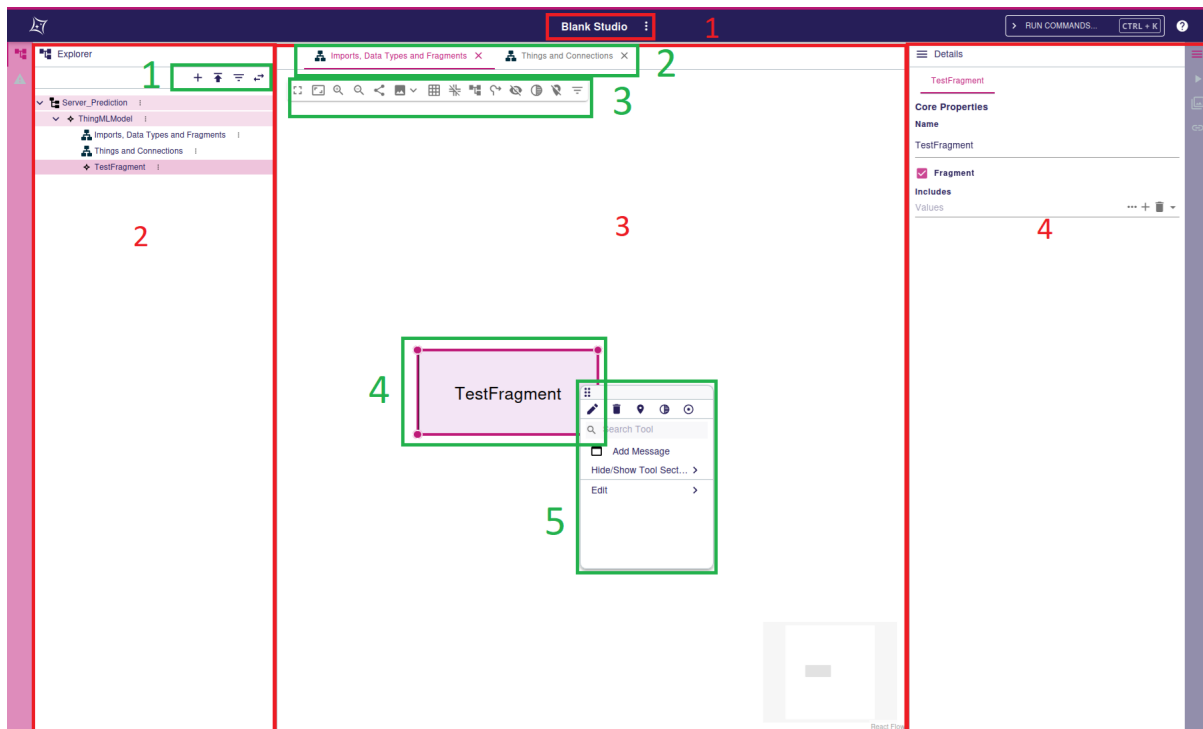 Blank Studio
1
RUN COMMANDS...
CTRL + K
?
Explorer
1
Imports, Data Types and Fragments
Things and Connections
2
Details
3
TestFragment
Server_Prediction
ThingMLModel
Imports, Data Types and Fragments
Things and Connections
TestFragment
Core Properties
Name
TestFragment
Fragment
Includes
Values
2
3
4
4
TestFragment
Search Tool
Add Message
Hide/Show Tool Sect...
Edit
5
React Flow